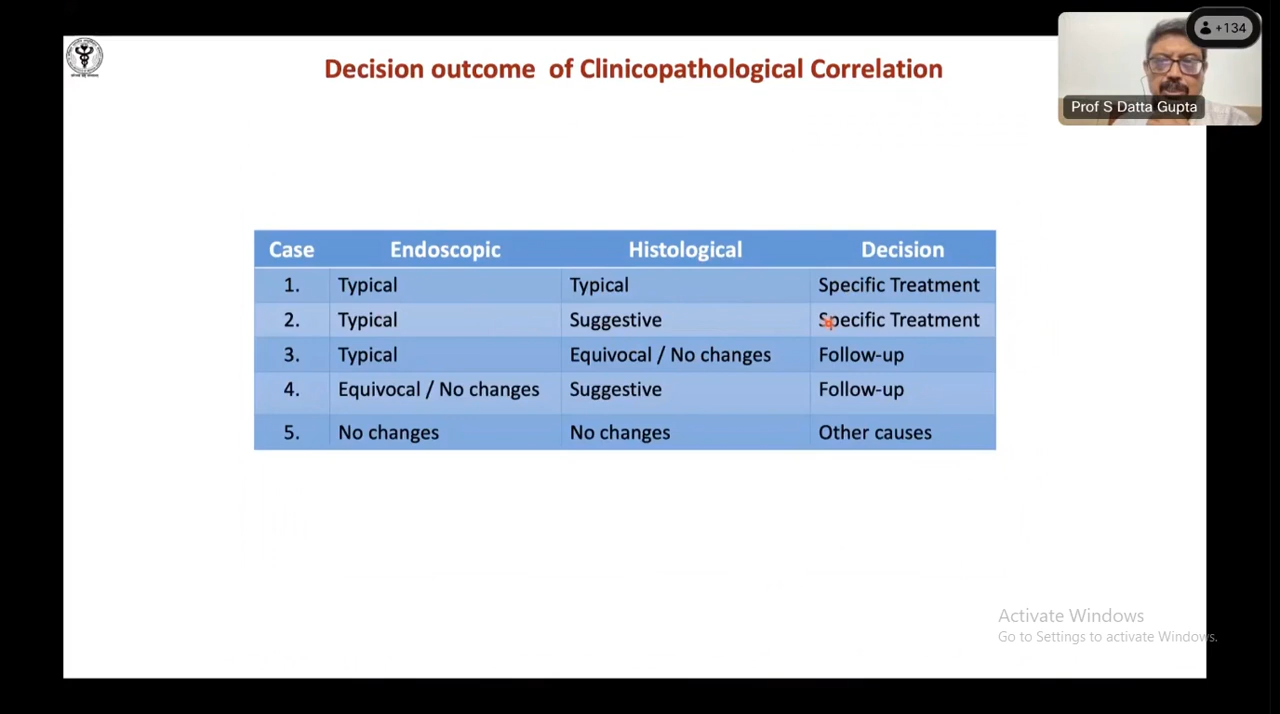 Decision outcome of Clinicopathological Correlation
+134
Prof S Datta Gupta
Case Endoscopic Histological Decision
1. Typical Typical Specific Treatment
2. Typical Suggestive Specific Treatment
3. Typical Equivocal / No changes Follow-up
4. Equivocal / No changes Suggestive Follow-up
5. No changes No changes Other causes
Activate Windows
Go to Settings to activate Windows.